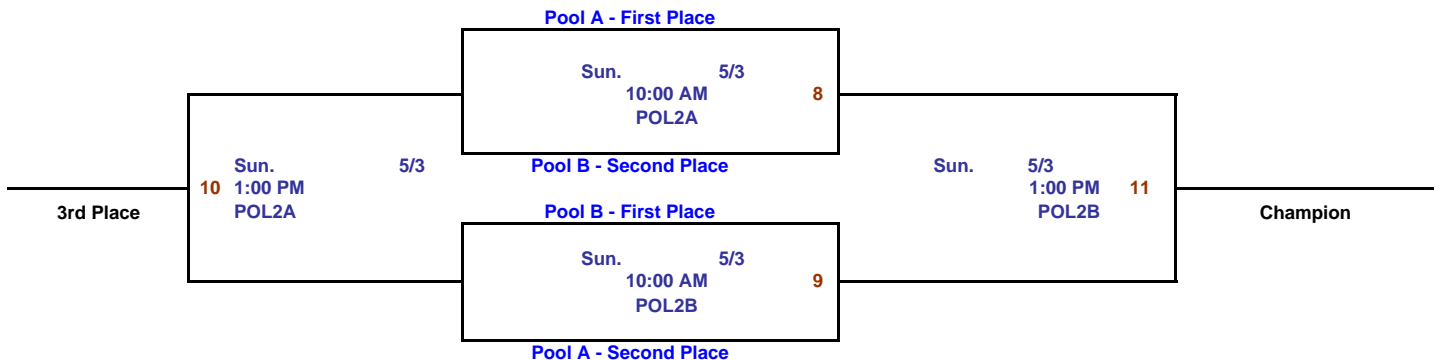 Pool A - First Place
Sun. 5/3
10:00 AM 8
POL2A
Pool B - Second Place
Sun. 5/3
10 1:00 PM
POL2A
3rd Place
Sun. 5/3
1:00 PM 11
POL2B
Champion
Pool B - First Place
Sun. 5/3
10:00 AM 9
POL2B
Pool A - Second Place